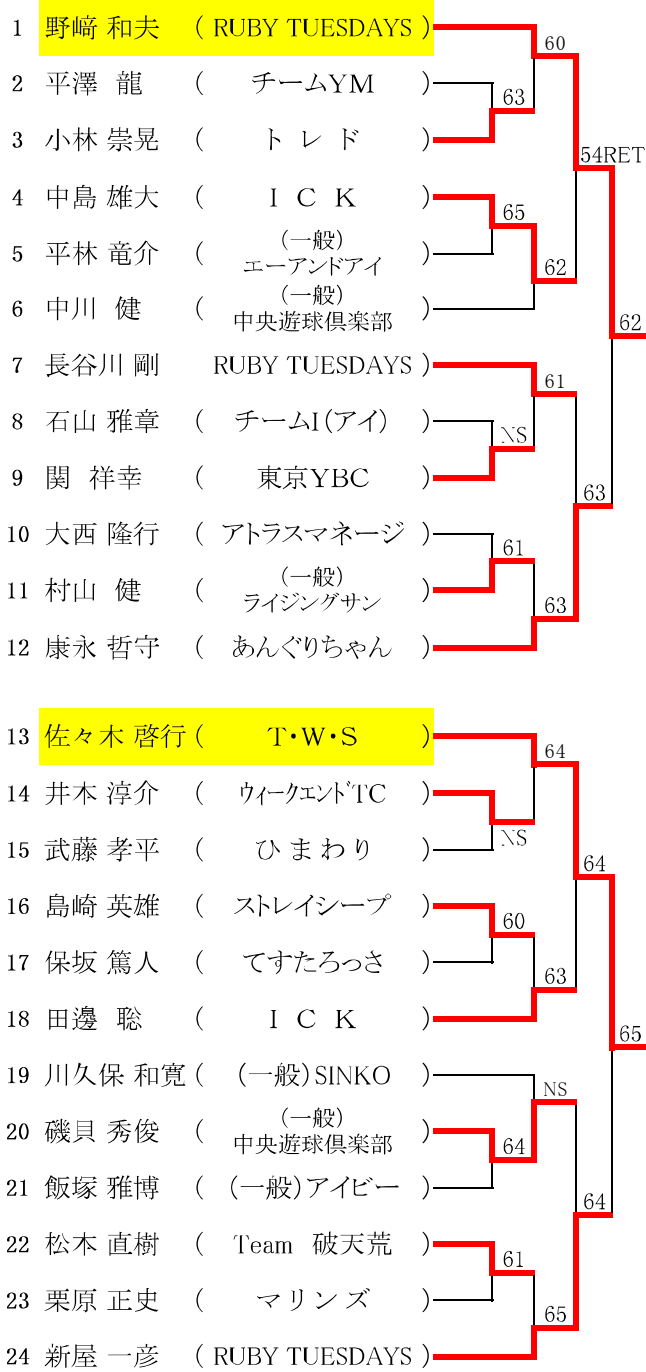 1 野﨑 和夫 ( RUBY TUESDAYS )
60
2 平澤 龍 ( チームYM )
63
3 小林 崇晃 ( トレド )
54RET
4 中島 雄大 ( ICK )
65
5 平林 竜介 ( (一般) エーアンドアイ )
62
6 中川 健 ( (一般) 中央遊球倶楽部 )
62
7 長谷川 剛 RUBY TUESDAYS )
61
8 石山 雅章 ( チームI(アイ) )
NS
9 関 祥幸 ( 東京YBC )
63
10 大西 隆行 ( アトラスマネージ )
61
11 村山 健 ( (一般) ライジングサン )
63
12 康永 哲守 ( あんぐりちゃん )
13 佐々木 啓行 ( T・W・S )
64
14 井木 淳介 ( ウィークエンドTC )
NS
15 武藤 孝平 ( ひまわり )
64
16 島崎 英雄 ( ストレイシープ )
60
17 保坂 篤人 ( てすたろっさ )
63
18 田邊 聡 ( ICK )
65
19 川久保 和寛 ( (一般)SINKO )
NS
20 磯貝 秀俊 ( (一般) 中央遊球倶楽部 )
64
21 飯塚 雅博 ( (一般)アイビー )
64
22 松木 直樹 ( Team 破天荒 )
61
23 栗原 正史 ( マリンズ )
65
24 新屋 一彦 ( RUBY TUESDAYS )